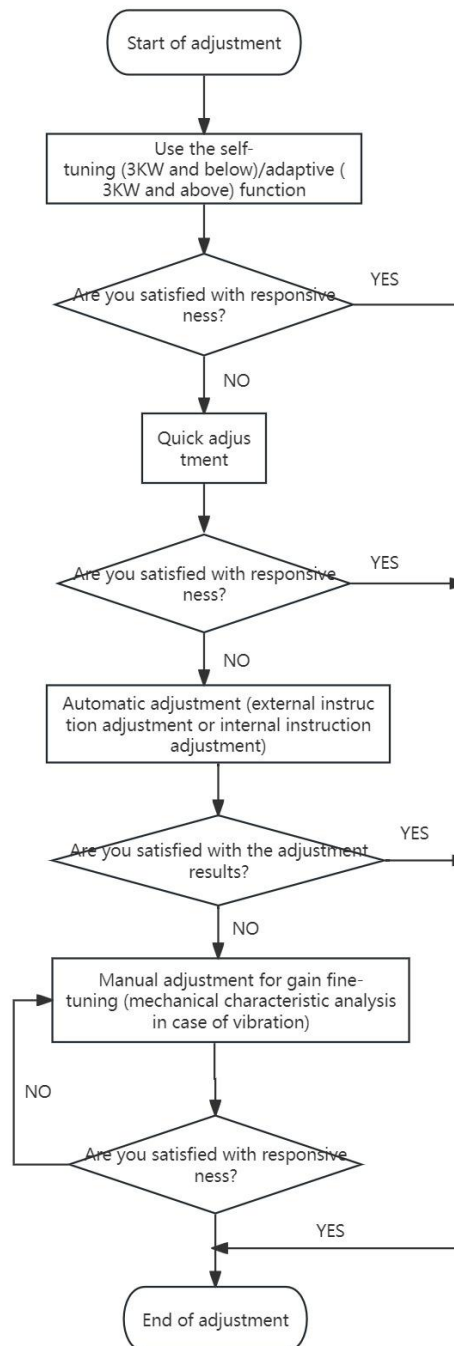 Start of adjustment
Use the self-
tuning (3KW and below)/adaptive (
3KW and above) function
Are you satisfied with responsive
ness?
YES
NO
Quick adjus
tment
Are you satisfied with responsive
ness?
YES
NO
Automatic adjustment (external instruc
tion adjustment or internal instruction
adjustment)
Are you satisfied with the adjustment
results?
YES
NO
Manual adjustment for gain fine-
tuning (mechanical characteristic analysis
in case of vibration)
NO
Are you satisfied with responsive
ness?
YES
End of adjustment